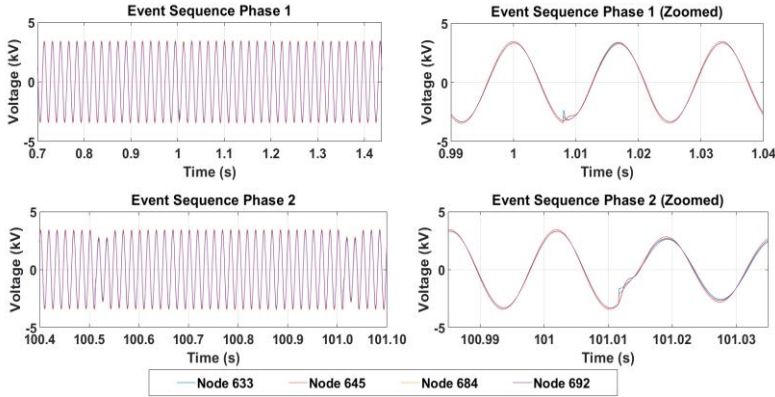 Event Sequence Phase 1
Voltage (kV)
5
0
-5
0.7 0.8 0.9 1 1.1 1.2 1.3 1.4
Time (s)
Event Sequence Phase 1 (Zoomed)
Voltage (kV)
5
0
-5
0.99 1 1.01 1.02 1.03 1.04
Time (s)
Event Sequence Phase 2
Voltage (kV)
5
0
-5
100.4 100.5 100.6 100.7 100.8 100.9 101.0 101.10
Time (s)
Event Sequence Phase 2 (Zoomed)
Voltage (kV)
5
0
-5
100.99 101 101.01 101.02 101.03
Time (s)
Node 633 Node 645 Node 684 Node 692